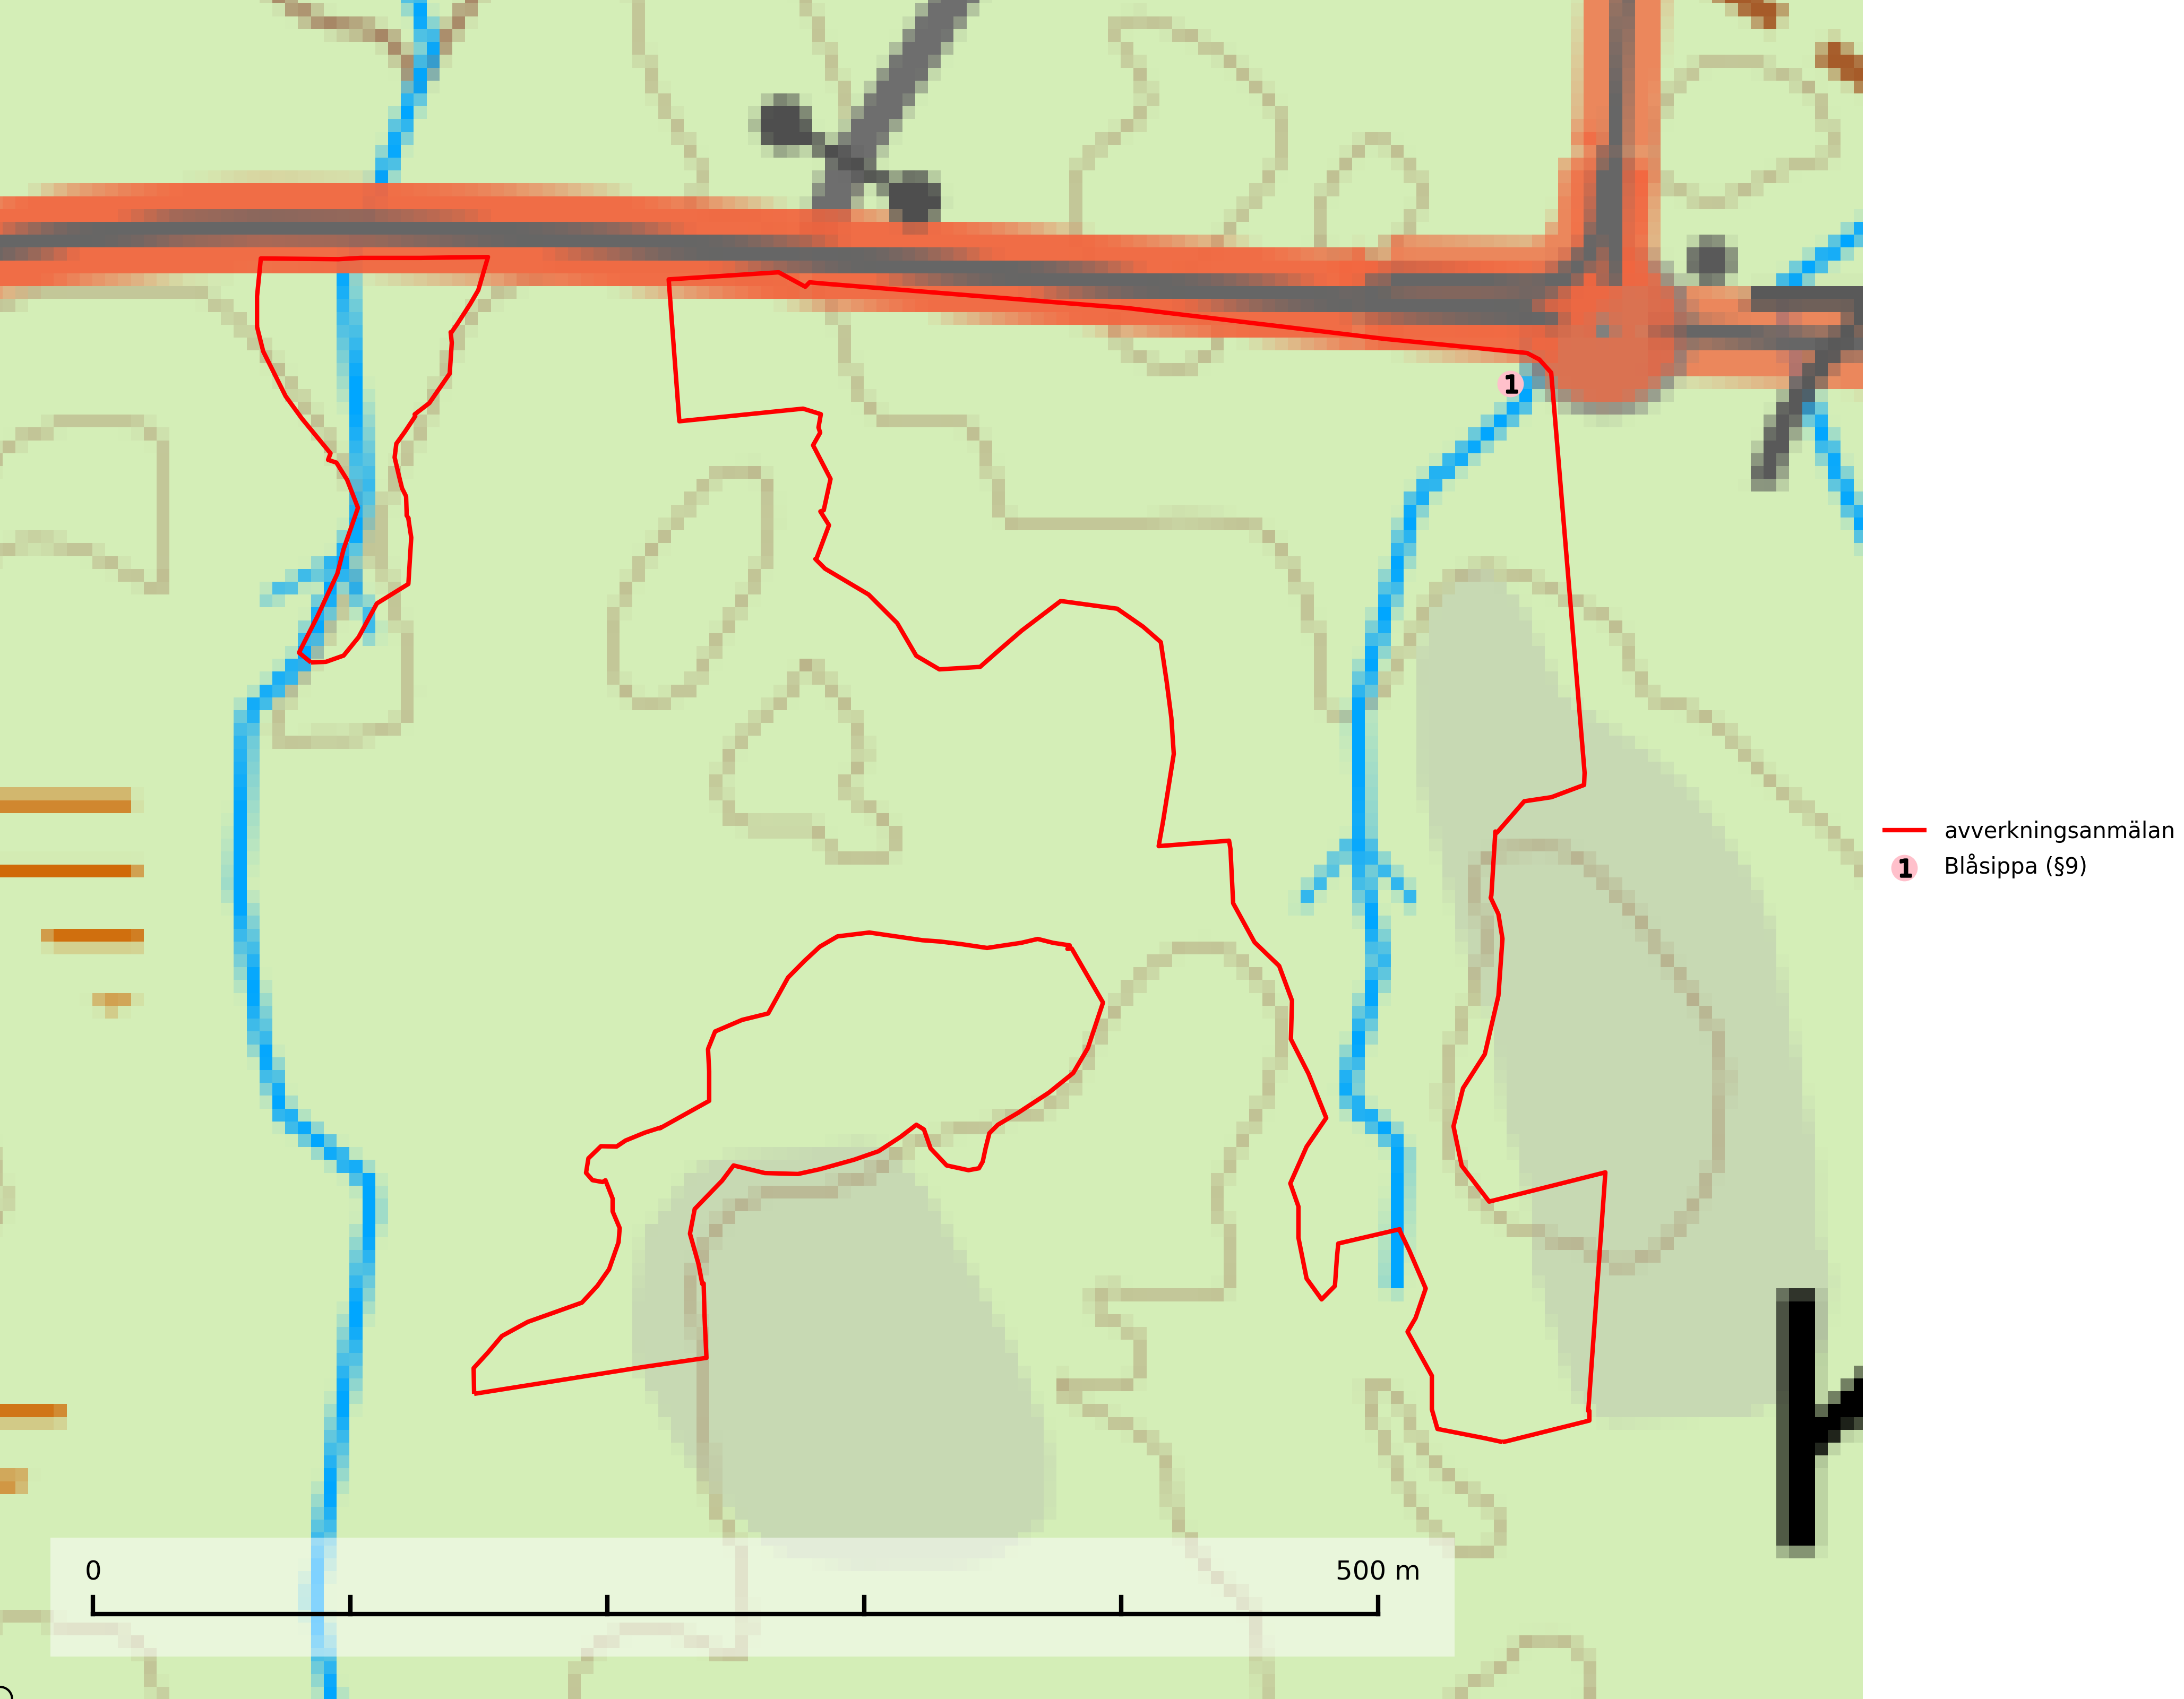 1
avverkningsanmälan
1 Blåsippa (§9)
0 500 m